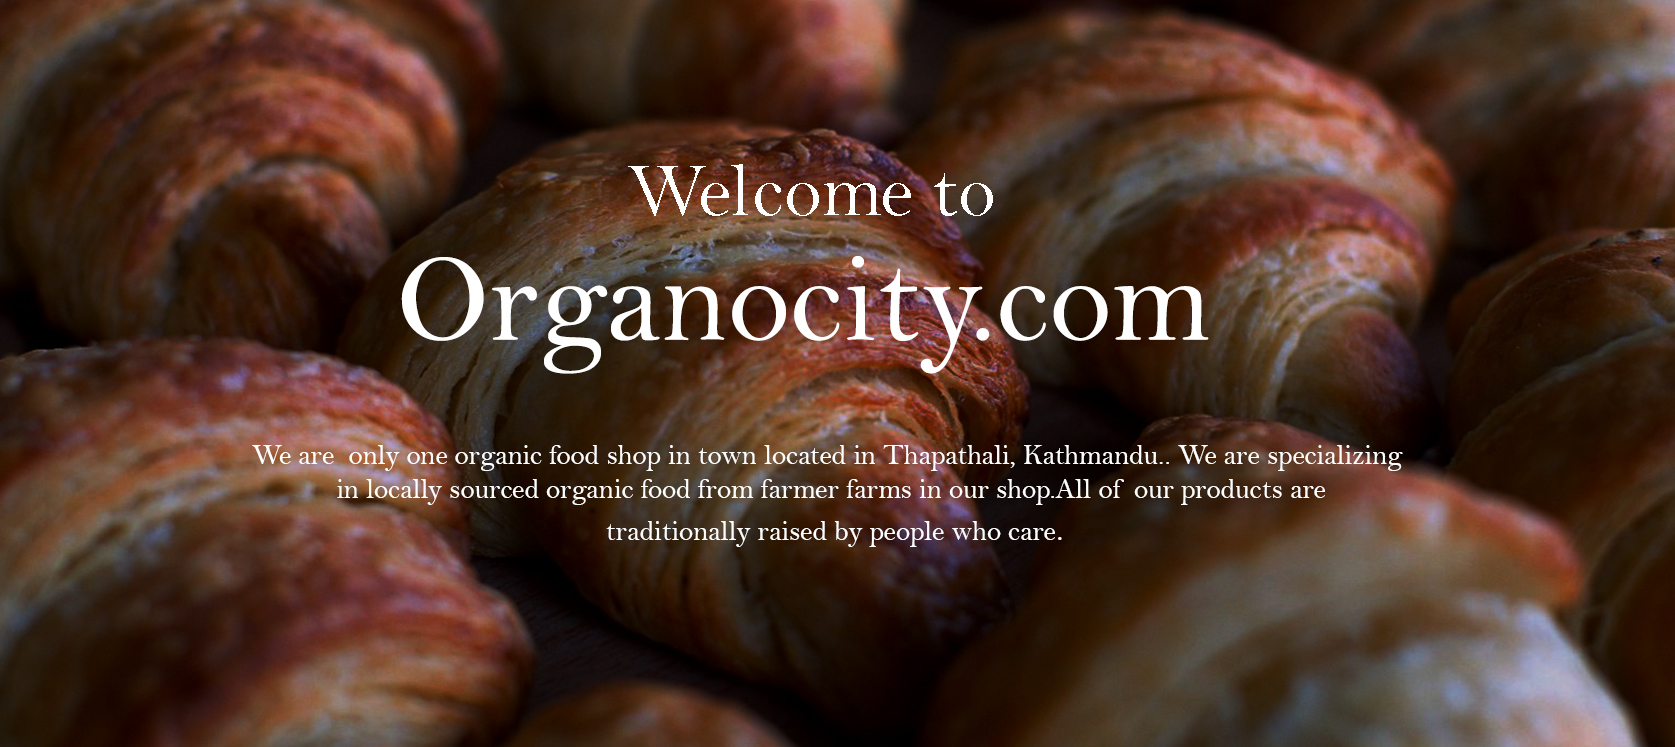 Welcome to
Organocity.com
We are  only one organic food shop in town located in Thapathali, Kathmandu.. We are specializing
in locally sourced organic food from farmer farms in our shop.All of  our products are
traditionally raised by people who care.